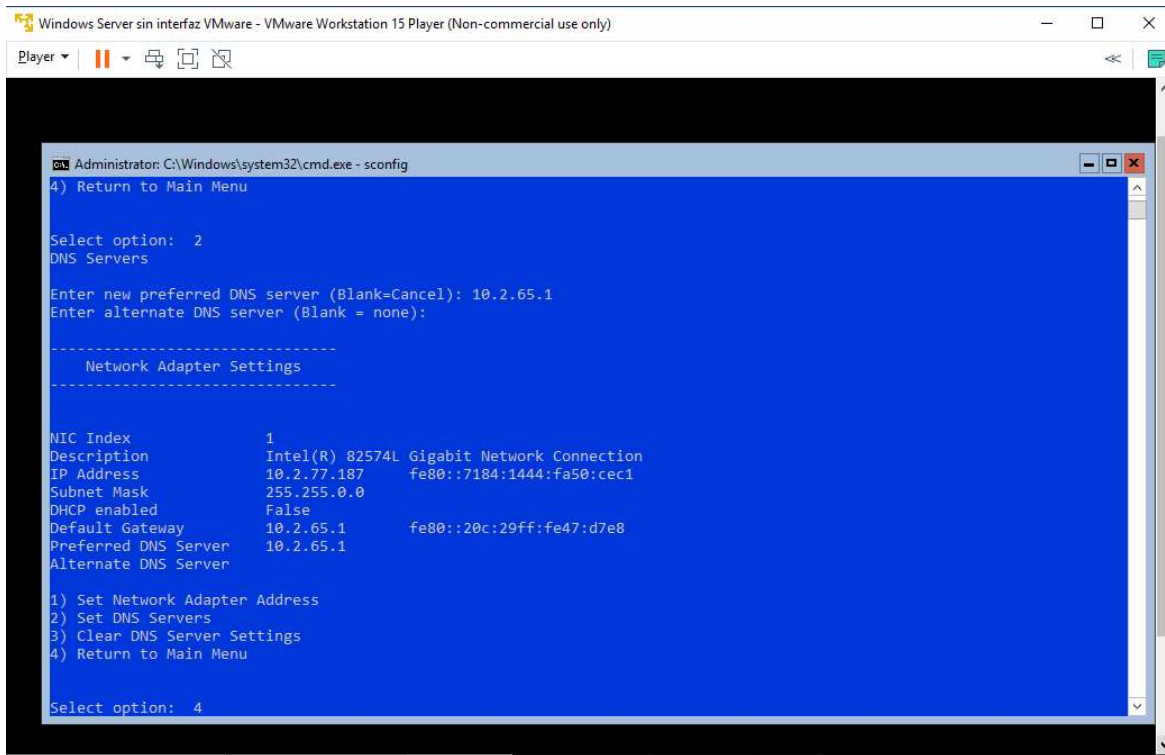 Windows Server sin interfaz VMware - VMware Workstation 15 Player (Non-commercial use only)
Player
Administrator: C:\Windows\system32\cmd.exe - sconfig
4) Return to Main Menu
Select option:  2
DNS Servers
Enter new preferred DNS server (Blank=Cancel): 10.2.65.1
Enter alternate DNS server (Blank = none):
--------------------------------
Network Adapter Settings
--------------------------------
NIC Index 1
Description Intel(R) 82574L Gigabit Network Connection
IP Address 10.2.77.187 fe80::7184:1444:fa50:cec1
Subnet Mask 255.255.0.0
DHCP enabled False
Default Gateway 10.2.65.1 fe80::20c:29ff:fe47:d7e8
Preferred DNS Server 10.2.65.1
Alternate DNS Server
1) Set Network Adapter Address
2) Set DNS Servers
3) Clear DNS Server Settings
4) Return to Main Menu
Select option:  4